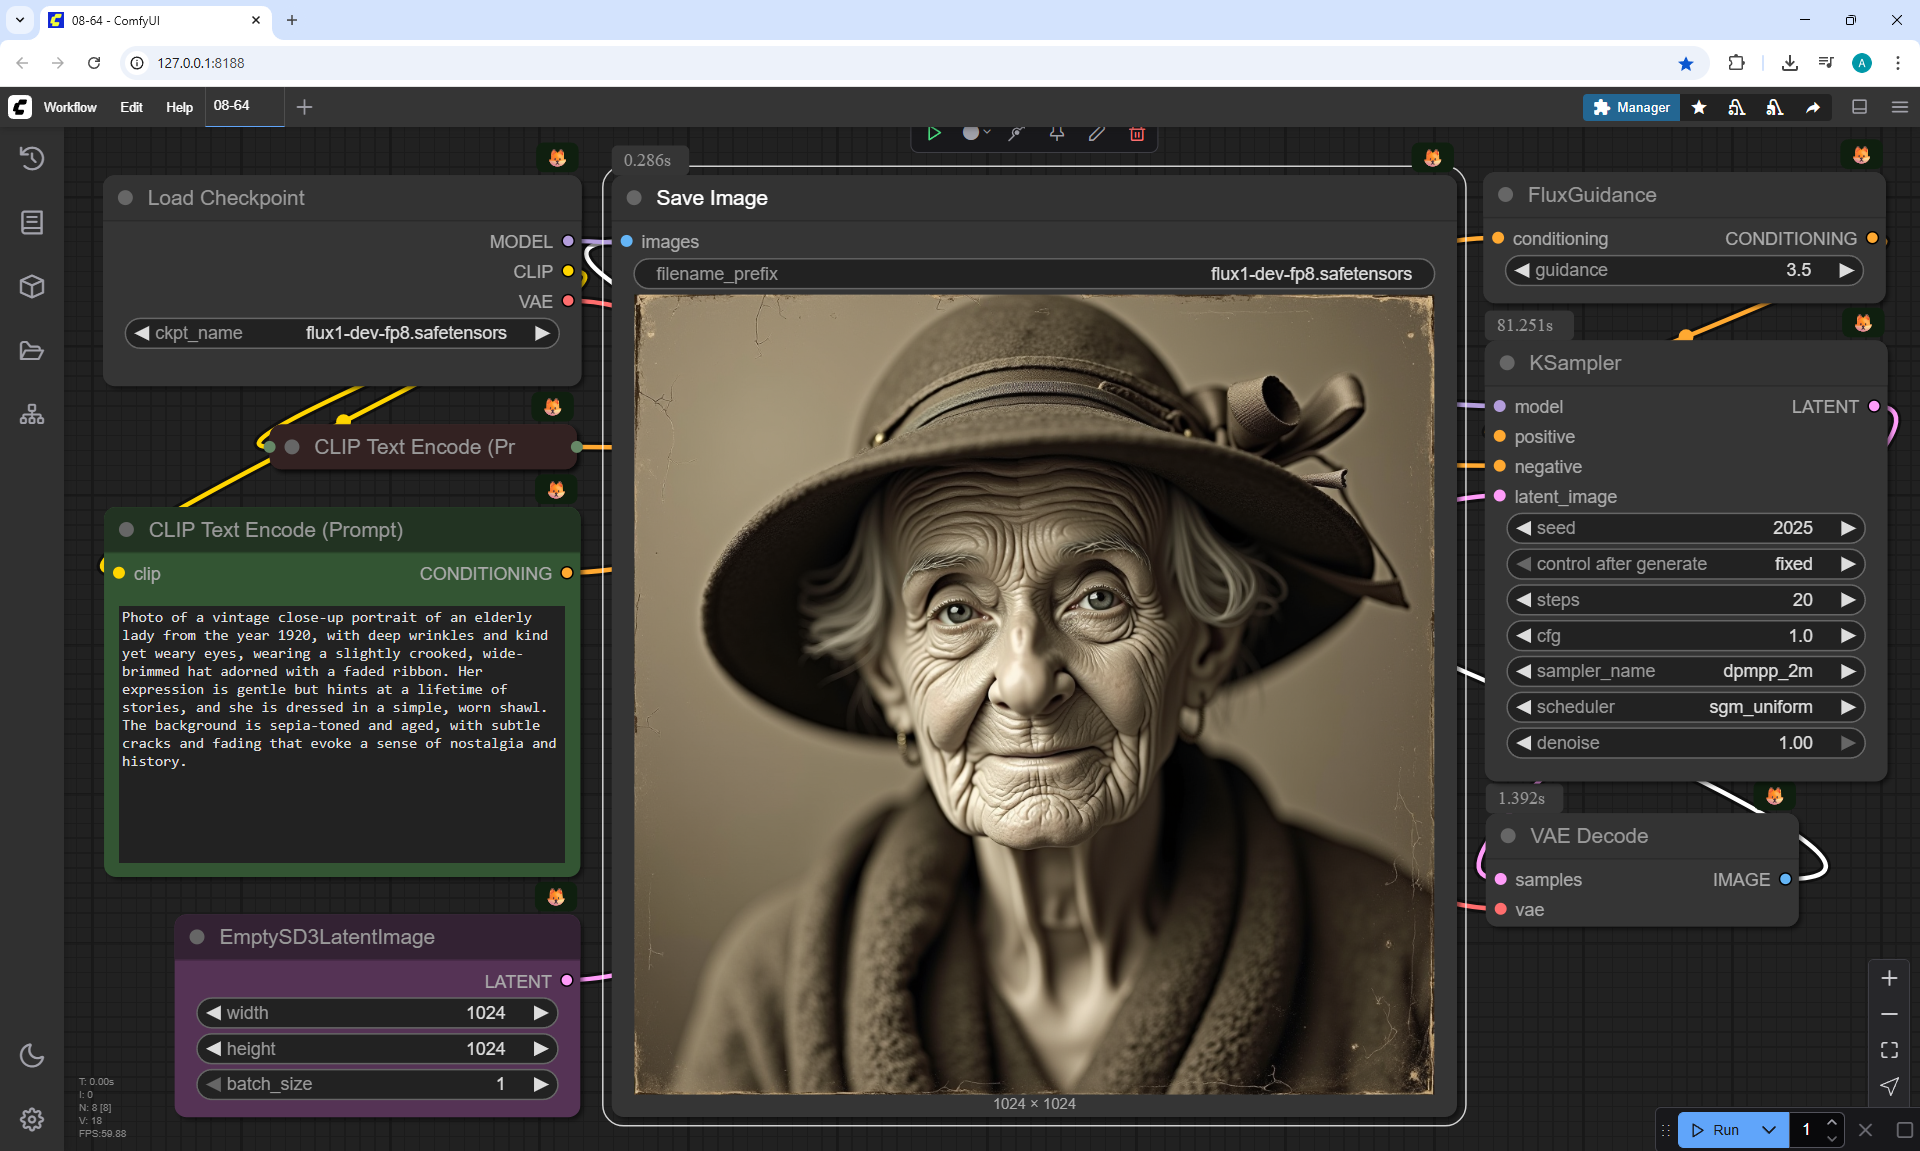 08-64 - ComfyUI
127.0.0.1:8188
Workflow Edit Help 08-64
Manager
Load Checkpoint
MODEL
CLIP
VAE
ckpt_name flux1-dev-fp8.safetensors
CLIP Text Encode (Pr
CLIP Text Encode (Prompt)
clip CONDITIONING
Photo of a vintage close-up portrait of an elderly
lady from the year 1920, with deep wrinkles and kind
yet weary eyes, wearing a slightly crooked, wide-
brimmed hat adorned with a faded ribbon. Her
expression is gentle but hints at a lifetime of
stories, and she is dressed in a simple, worn shawl.
The background is sepia-toned and aged, with subtle
cracks and fading that evoke a sense of nostalgia and
history.
EmptySD3LatentImage
LATENT
width 1024
height 1024
batch_size 1
T: 0.00s
I: 0
N: 8 [8]
V: 18
FPS:59.88
0.286s
Save Image
images
filename_prefix flux1-dev-fp8.safetensors
1024 × 1024
FluxGuidance
conditioning CONDITIONING
guidance 3.5
81.251s
KSampler
model LATENT
positive
negative
latent_image
seed 2025
control after generate fixed
steps 20
cfg 1.0
sampler_name dpmpp_2m
scheduler sgm_uniform
denoise 1.00
1.392s
VAE Decode
samples IMAGE
vae
Run 1
A